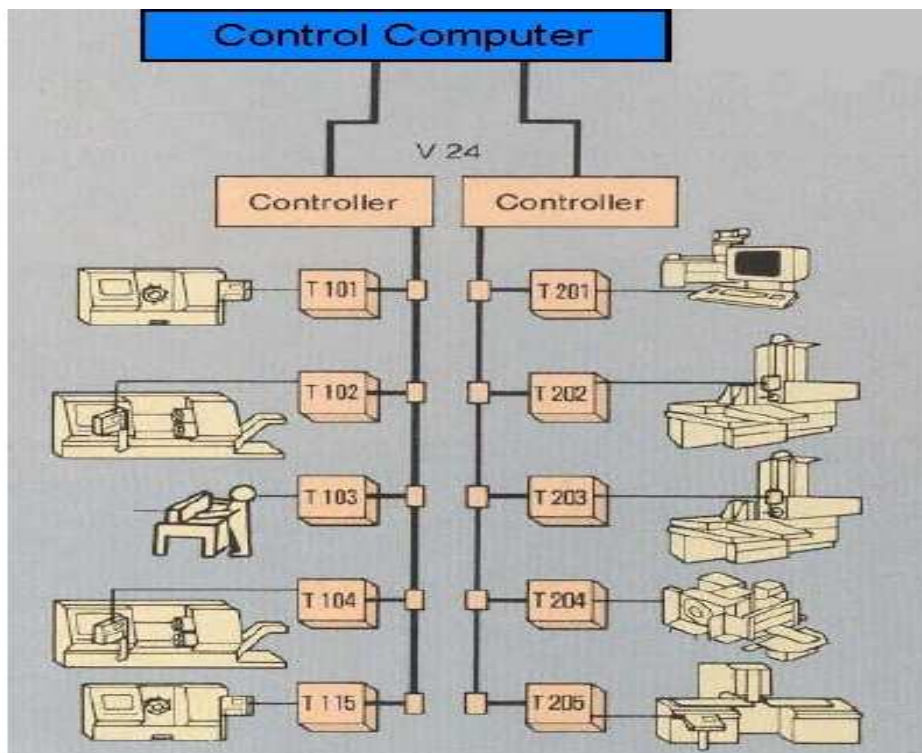 Control Computer
V 24
Controller
Controller
T 101
T 201
T 102
T 202
T 103
T 203
T 104
T 204
T 115
T 205